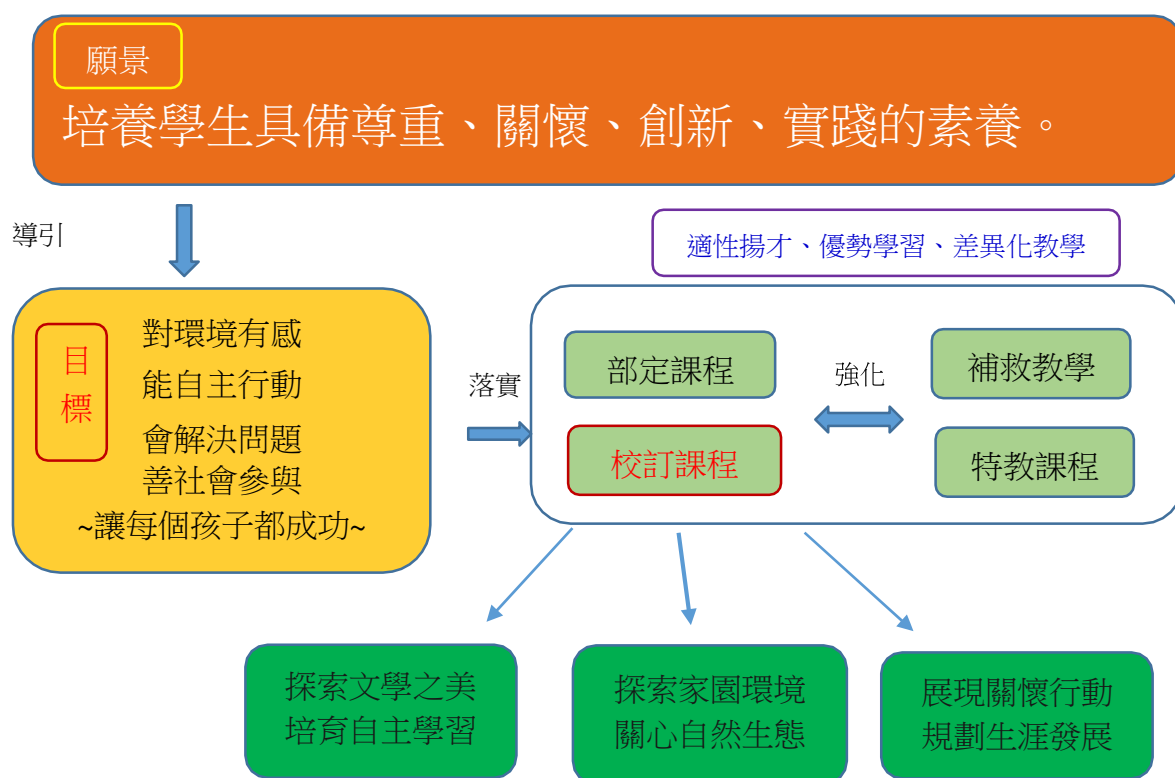 願景
培養學生具備尊重、關懷、創新、實踐的素養。
導引
適性揚才、優勢學習、差異化教學
目
標
對環境有感
能自主行動
會解決問題
善社會參與
~讓每個孩子都成功~
落實
部定課程
校訂課程
強化
補救教學
特教課程
探索文學之美
培育自主學習
探索家園環境
關心自然生態
展現關懷行動
規劃生涯發展